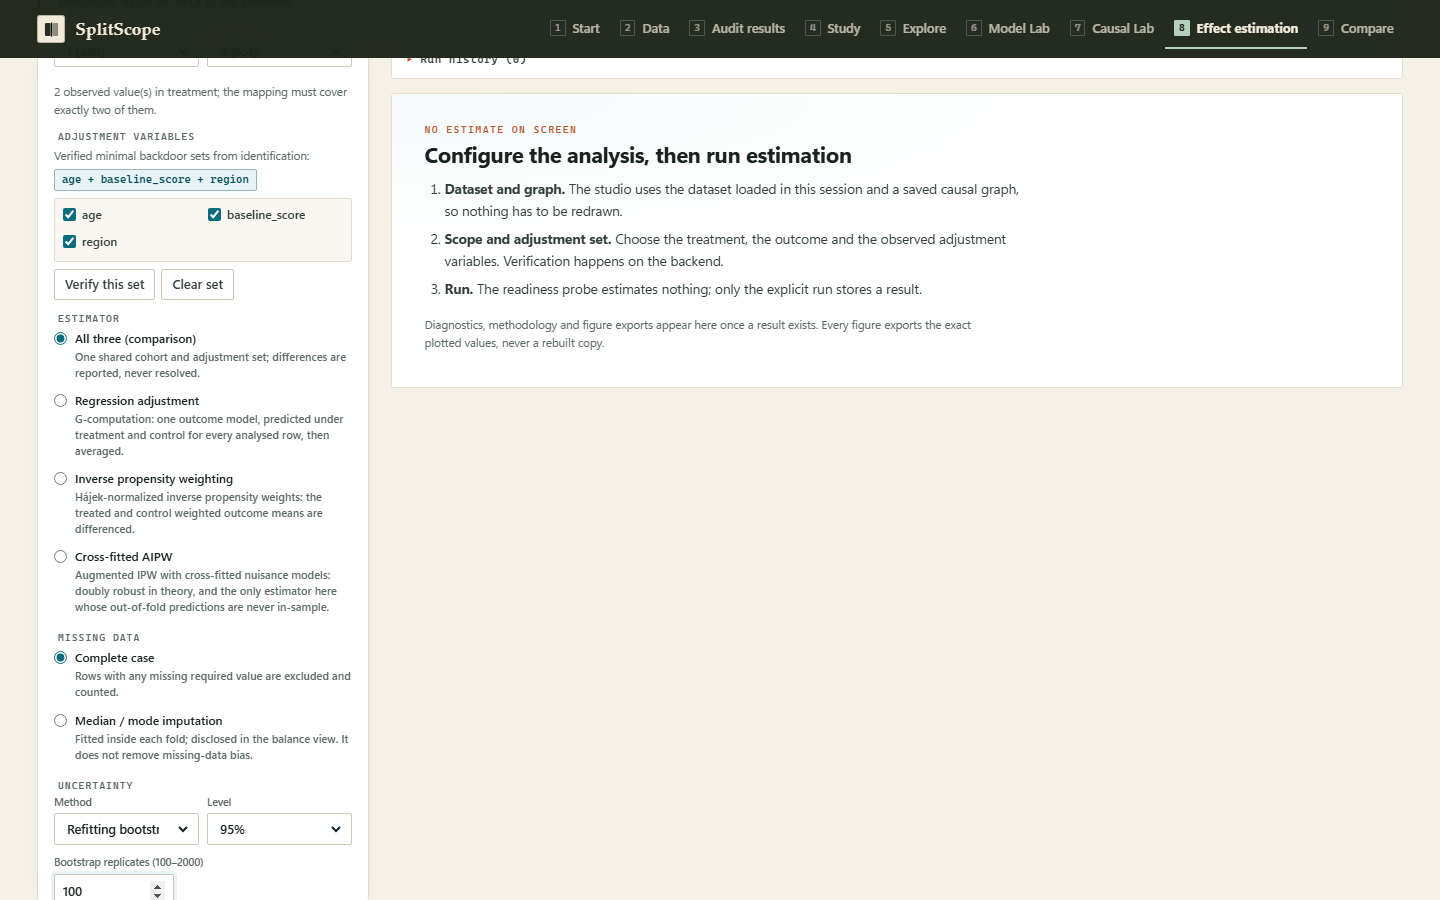 SplitScope
1 Start 2 Data 3 Audit results 4 Study 5 Explore 6 Model Lab 7 Causal Lab 8 Effect estimation 9 Compare
Run history (0)
2 observed value(s) in treatment; the mapping must cover
exactly two of them.
ADJUSTMENT VARIABLES
Verified minimal backdoor sets from identification:
age + baseline_score + region
age baseline_score
region
Verify this set Clear set
ESTIMATOR
All three (comparison)
One shared cohort and adjustment set; differences are
reported, never resolved.
Regression adjustment
G-computation: one outcome model, predicted under
treatment and control for every analysed row, then
averaged.
Inverse propensity weighting
Hájek-normalized inverse propensity weights: the
treated and control weighted outcome means are
differenced.
Cross-fitted AIPW
Augmented IPW with cross-fitted nuisance models:
doubly robust in theory, and the only estimator here
whose out-of-fold predictions are never in-sample.
MISSING DATA
Complete case
Rows with any missing required value are excluded and
counted.
Median / mode imputation
Fitted inside each fold; disclosed in the balance view. It
does not remove missing-data bias.
UNCERTAINTY
Method Level
Refitting bootstr 95%
Bootstrap replicates (100–2000)
100
NO ESTIMATE ON SCREEN
Configure the analysis, then run estimation
1. Dataset and graph. The studio uses the dataset loaded in this session and a saved causal graph,
so nothing has to be redrawn.
2. Scope and adjustment set. Choose the treatment, the outcome and the observed adjustment
variables. Verification happens on the backend.
3. Run. The readiness probe estimates nothing; only the explicit run stores a result.
Diagnostics, methodology and figure exports appear here once a result exists. Every figure exports the exact
plotted values, never a rebuilt copy.